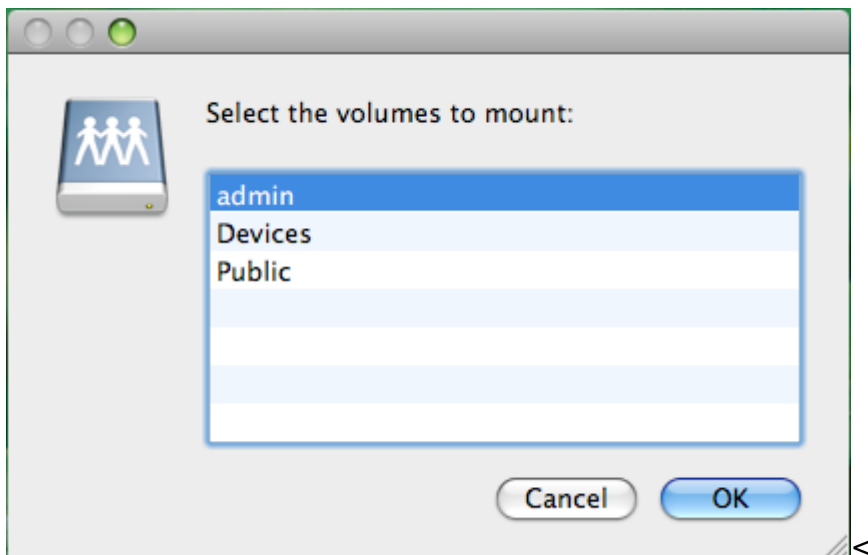 Select the volumes to mount:
admin
Devices
Public
Cancel OK
<